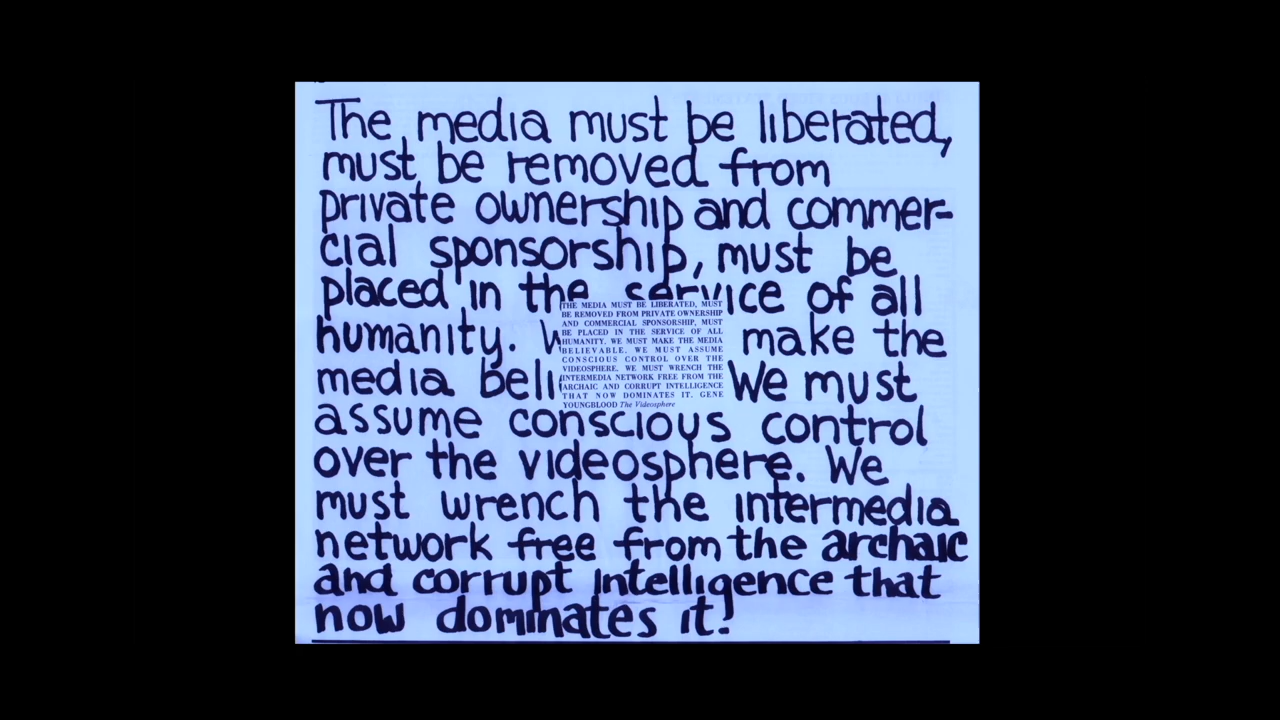 The media must be liberated,
must be removed from
private ownership and commer-
cial sponsorship, must be
placed in the service of all
humanity. W make the
media beli We must
assume conscious control
over the videosphere. We
must wrench the intermedia
network free from the archaic
and corrupt intelligence that
now dominates it.
THE MEDIA MUST BE LIBERATED, MUST
BE REMOVED FROM PRIVATE OWNERSHIP
AND COMMERCIAL SPONSORSHIP, MUST
BE PLACED IN THE SERVICE OF ALL
HUMANITY. WE MUST MAKE THE MEDIA
BELIEVABLE. WE MUST ASSUME
CONSCIOUS CONTROL OVER THE
VIDEOSPHERE. WE MUST WRENCH THE
INTERMEDIA NETWORK FREE FROM THE
ARCHAIC AND CORRUPT INTELLIGENCE
THAT NOW DOMINATES IT. GENE
YOUNGBLOOD The Videosphere